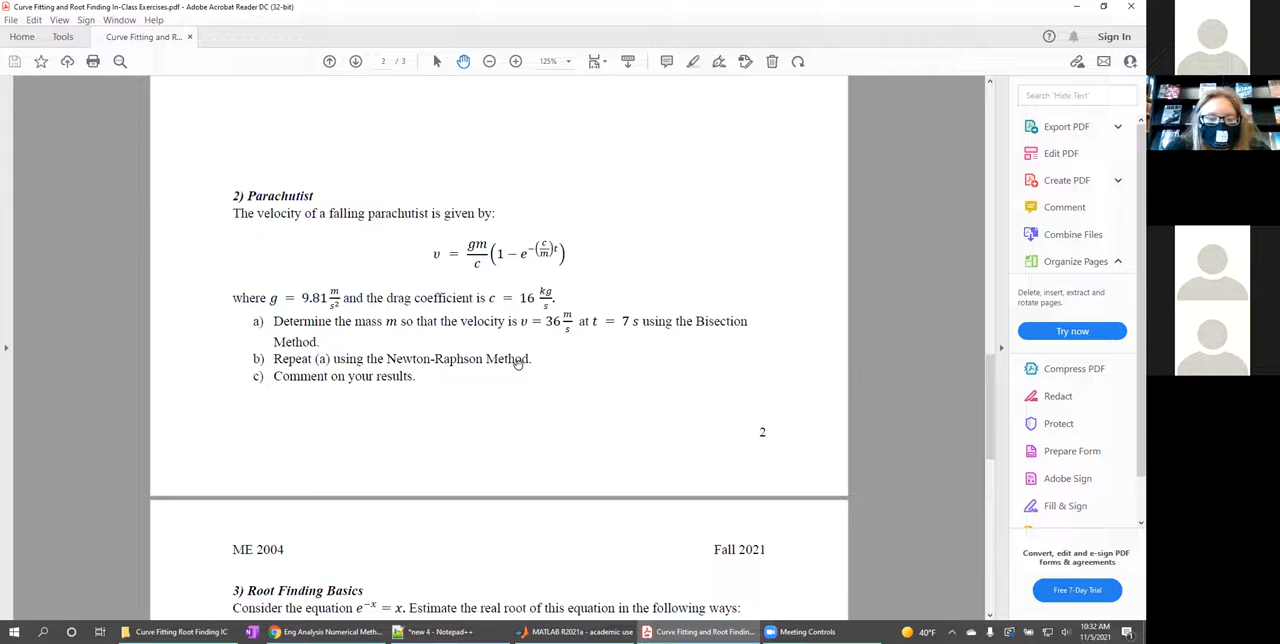 Curve Fitting and Root Finding In-Class Exercises.pdf - Adobe Acrobat Reader DC (32-bit)
File Edit View Sign Window Help
Home Tools Curve Fitting and R... × Sign In
2 / 3 125%
2) Parachutist
The velocity of a falling parachutist is given by:
υ = gm/c (1 − e^−(c/m)t)
where g = 9.81 m/s² and the drag coefficient is c = 16 kg/s.
a) Determine the mass m so that the velocity is υ = 36 m/s at t = 7 s using the Bisection
Method.
b) Repeat (a) using the Newton-Raphson Method.
c) Comment on your results.
2
ME 2004 Fall 2021
3) Root Finding Basics
Consider the equation e^−x = x. Estimate the real root of this equation in the following ways:
Search 'Hide Text'
Export PDF
Edit PDF
Create PDF
Comment
Combine Files
Organize Pages
Delete, insert, extract and
rotate pages.
Try now
Compress PDF
Redact
Protect
Prepare Form
Adobe Sign
Fill & Sign
Convert, edit and e-sign PDF
forms & agreements
Free 7-Day Trial
Curve Fitting Root Finding IC
Eng Analysis Numerical Meth...
*new 4 - Notepad++
MATLAB R2021a - academic use
Curve Fitting and Root Findin...
Meeting Controls
40°F
10:32 AM
11/5/2021